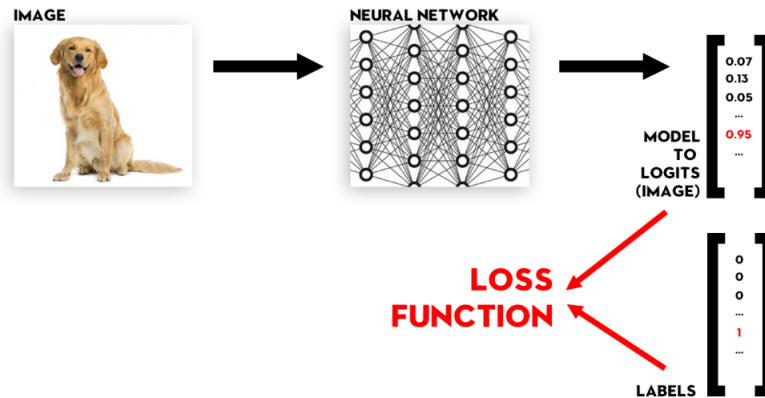 IMAGE
NEURAL NETWORK
0.07
0.13
0.05
...
0.95
...
MODEL
TO
LOGITS
(IMAGE)
LOSS
FUNCTION
0
0
0
...
1
...
LABELS